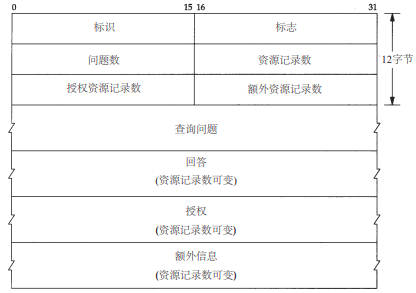 0 15 16 31
标识 标志
问题数 资源记录数 12字节
授权资源记录数 额外资源记录数
查询问题
回答
(资源记录数可变)
授权
(资源记录数可变)
额外信息
(资源记录数可变)